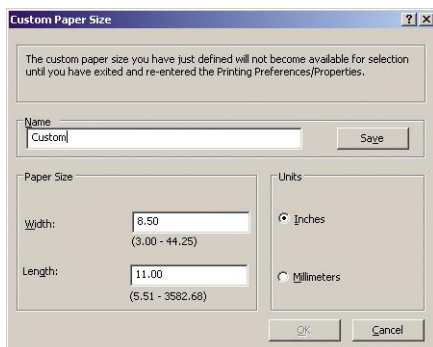 Custom Paper Size
The custom paper size you have just defined will not become available for selection
until you have exited and re-entered the Printing Preferences/Properties.
Name
Custom
Save
Paper Size
Width:
8.50
(3.00 - 44.25)
Length:
11.00
(5.51 - 3582.68)
Units
Inches
Millimeters
OK
Cancel